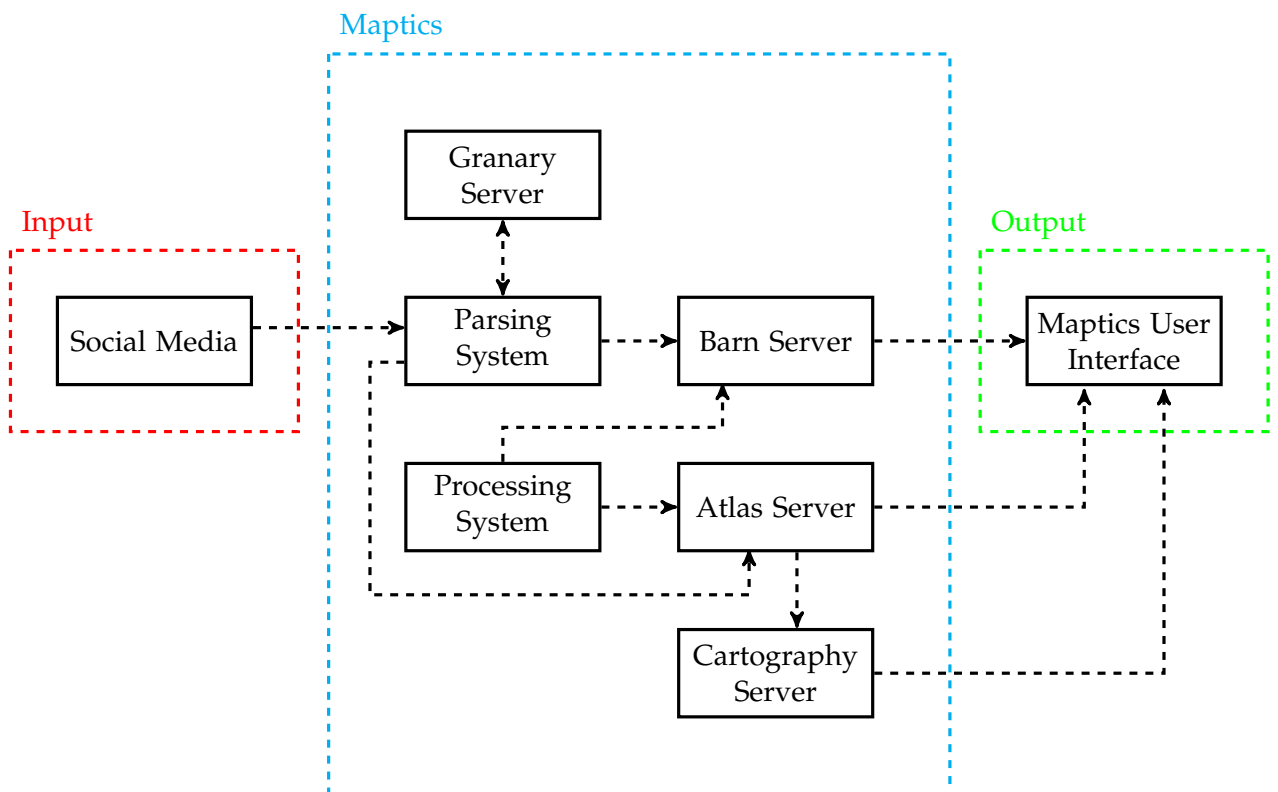 Maptics
Granary
Server
Input
Output
Social Media
Parsing
System
Barn Server
Maptics User
Interface
Processing
System
Atlas Server
Cartography
Server